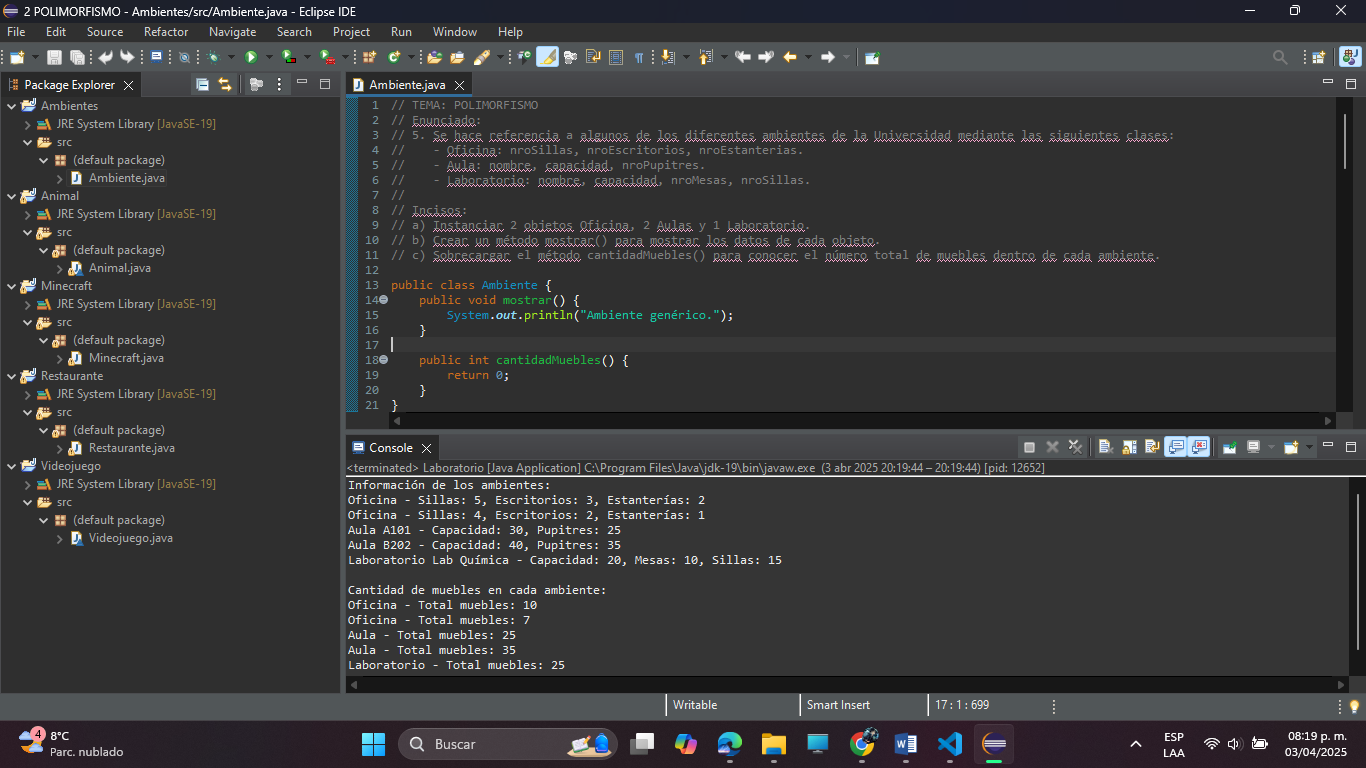 2 POLIMORFISMO - Ambientes/src/Ambiente.java - Eclipse IDE
File Edit Source Refactor Navigate Search Project Run Window Help
Package Explorer
Ambientes
JRE System Library [JavaSE-19]
src
(default package)
Ambiente.java
Animal
JRE System Library [JavaSE-19]
src
(default package)
Animal.java
Minecraft
JRE System Library [JavaSE-19]
src
(default package)
Minecraft.java
Restaurante
JRE System Library [JavaSE-19]
src
(default package)
Restaurante.java
Videojuego
JRE System Library [JavaSE-19]
src
(default package)
Videojuego.java
Ambiente.java
1 // TEMA: POLIMORFISMO
2 // Enunciado:
3 // 5. Se hace referencia a algunos de los diferentes ambientes de la Universidad mediante las siguientes clases:
4 //    - Oficina: nroSillas, nroEscritorios, nroEstanterias.
5 //    - Aula: nombre, capacidad, nroPupitres.
6 //    - Laboratorio: nombre, capacidad, nroMesas, nroSillas.
7 //
8 // Incisos:
9 // a) Instanciar 2 objetos Oficina, 2 Aulas y 1 Laboratorio.
10 // b) Crear un método mostrar() para mostrar los datos de cada objeto.
11 // c) Sobrecargar el método cantidadMuebles() para conocer el número total de muebles dentro de cada ambiente.
12
13 public class Ambiente {
14     public void mostrar() {
15         System.out.println("Ambiente genérico.");
16     }
17
18     public int cantidadMuebles() {
19         return 0;
20     }
21 }
Console
<terminated> Laboratorio [Java Application] C:\Program Files\Java\jdk-19\bin\javaw.exe (3 abr 2025 20:19:44 – 20:19:44) [pid: 12652]
Información de los ambientes:
Oficina - Sillas: 5, Escritorios: 3, Estanterías: 2
Oficina - Sillas: 4, Escritorios: 2, Estanterías: 1
Aula A101 - Capacidad: 30, Pupitres: 25
Aula B202 - Capacidad: 40, Pupitres: 35
Laboratorio Lab Química - Capacidad: 20, Mesas: 10, Sillas: 15

Cantidad de muebles en cada ambiente:
Oficina - Total muebles: 10
Oficina - Total muebles: 7
Aula - Total muebles: 25
Aula - Total muebles: 35
Laboratorio - Total muebles: 25
Writable Smart Insert 17 : 1 : 699
4
8°C
Parc. nublado
Buscar
ESP
LAA
08:19 p. m.
03/04/2025